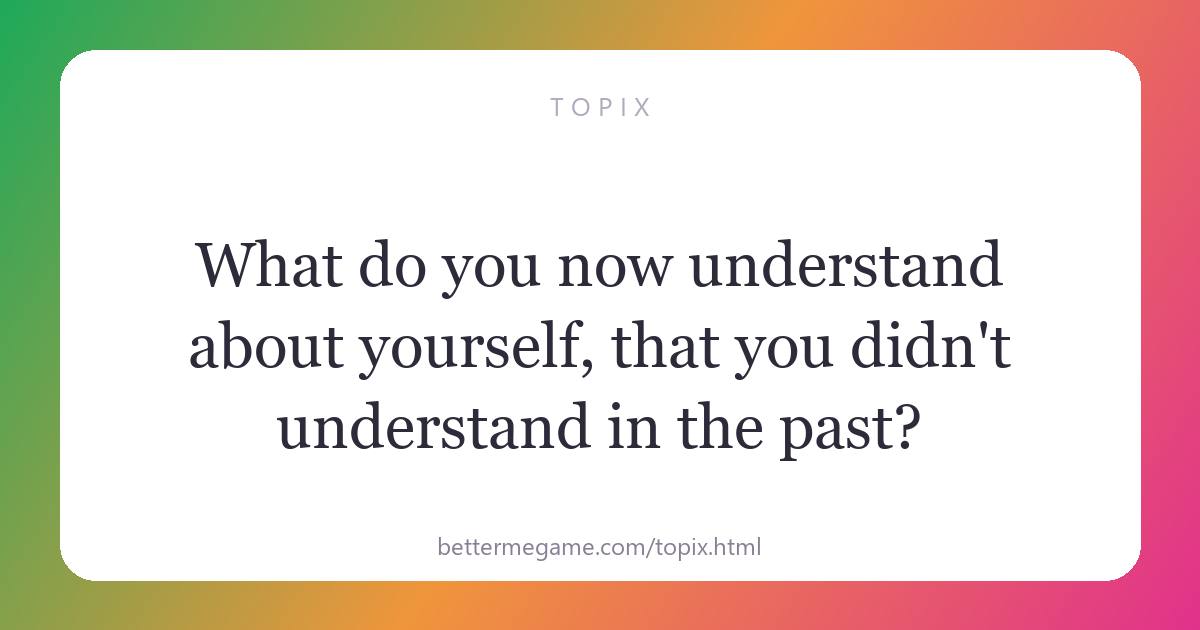 TOPIX
What do you now understand
about yourself, that you didn't
understand in the past?
bettermegame.com/topix.html